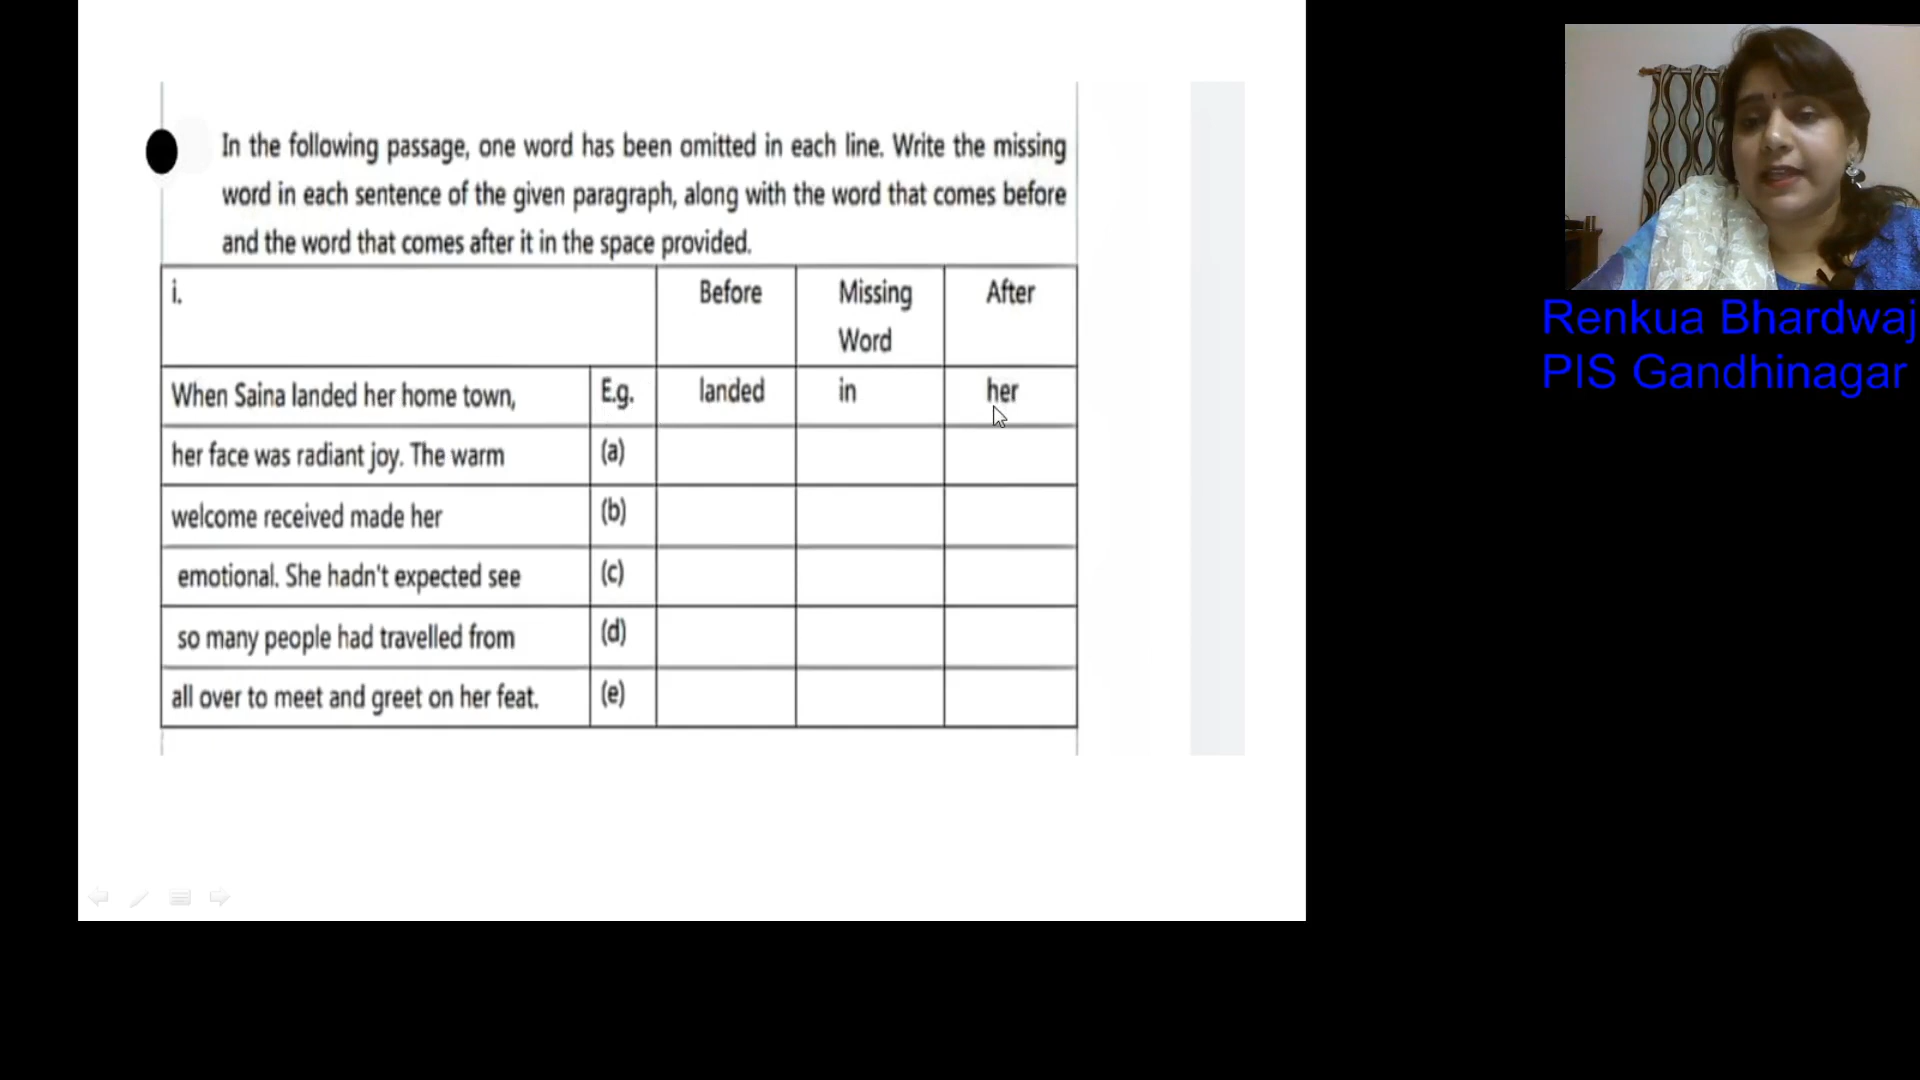 In the following passage, one word has been omitted in each line. Write the missing
word in each sentence of the given paragraph, along with the word that comes before
and the word that comes after it in the space provided.
i. Before Missing Word After
When Saina landed her home town, E.g. landed in her
her face was radiant joy. The warm (a)
welcome received made her (b)
emotional. She hadn't expected see (c)
so many people had travelled from (d)
all over to meet and greet on her feat. (e)
Renkua Bhardwaj
PIS Gandhinagar